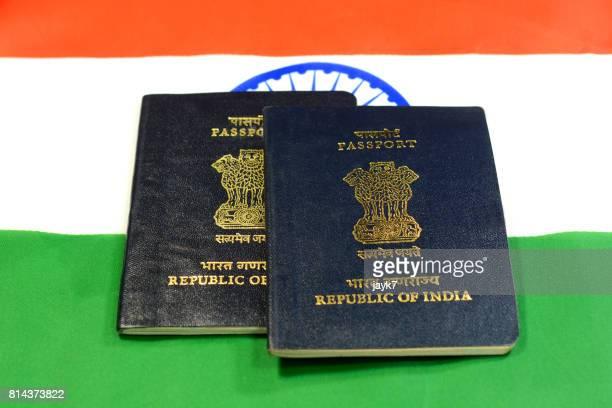 पासपोर्ट
PASSPORT
सत्यमेव जयते
भारत गणराज्य
REPUBLIC OF INDIA
पासपो
PASSPO
सत्यमेव जय
भारत गणरा
REPUBLIC OF
gettyimages
jayk7
814373822